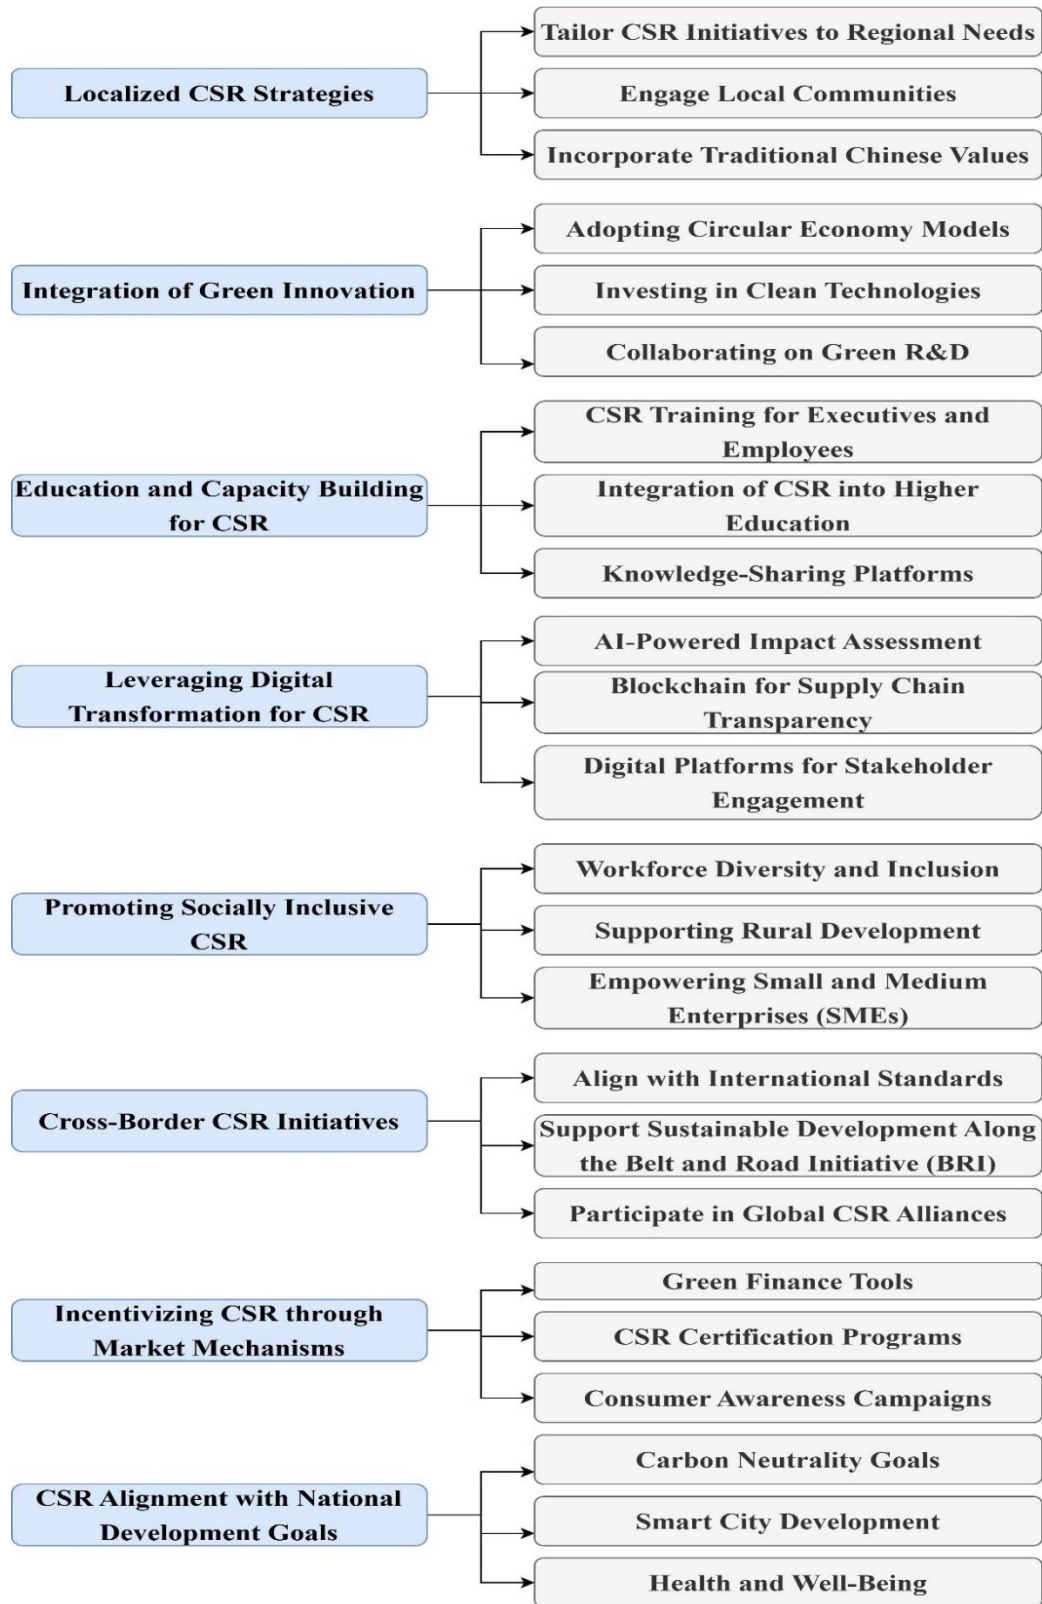 Localized CSR Strategies
Tailor CSR Initiatives to Regional Needs
Engage Local Communities
Incorporate Traditional Chinese Values
Integration of Green Innovation
Adopting Circular Economy Models
Investing in Clean Technologies
Collaborating on Green R&D
Education and Capacity Building
for CSR
CSR Training for Executives and
Employees
Integration of CSR into Higher
Education
Knowledge-Sharing Platforms
Leveraging Digital
Transformation for CSR
AI-Powered Impact Assessment
Blockchain for Supply Chain
Transparency
Digital Platforms for Stakeholder
Engagement
Promoting Socially Inclusive
CSR
Workforce Diversity and Inclusion
Supporting Rural Development
Empowering Small and Medium
Enterprises (SMEs)
Cross-Border CSR Initiatives
Align with International Standards
Support Sustainable Development Along
the Belt and Road Initiative (BRI)
Participate in Global CSR Alliances
Incentivizing CSR through
Market Mechanisms
Green Finance Tools
CSR Certification Programs
Consumer Awareness Campaigns
CSR Alignment with National
Development Goals
Carbon Neutrality Goals
Smart City Development
Health and Well-Being